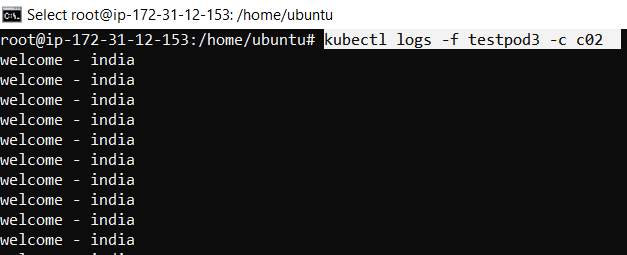 Select root@ip-172-31-12-153: /home/ubuntu
root@ip-172-31-12-153:/home/ubuntu# kubectl logs -f testpod3 -c c02
welcome - india
welcome - india
welcome - india
welcome - india
welcome - india
welcome - india
welcome - india
welcome - india
welcome - india
welcome - india